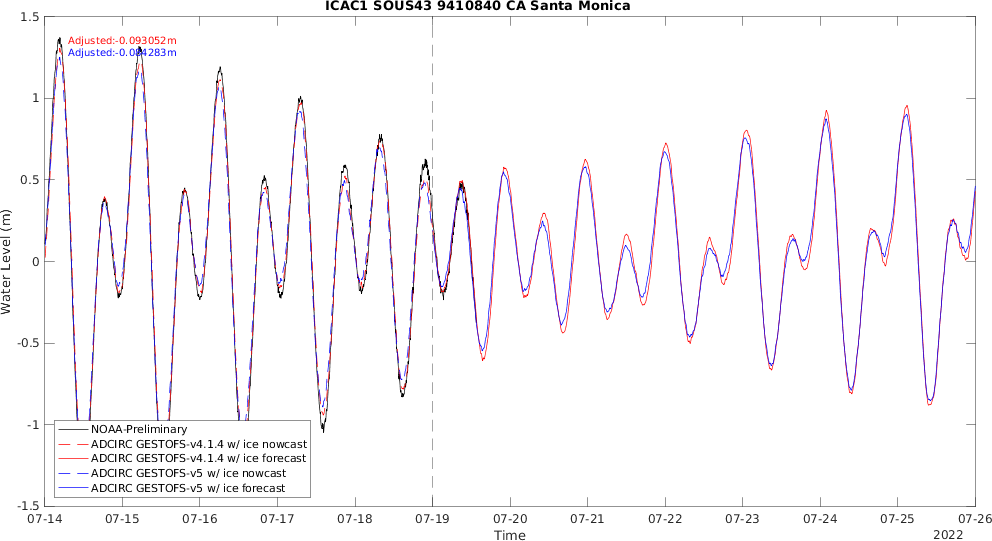 ICAC1 SOUS43 9410840 CA Santa Monica
Adjusted:-0.093052m
Adjusted:-0.084283m
1.5
1
0.5
0
-0.5
-1
-1.5
Water Level (m)
NOAA-Preliminary
ADCIRC GESTOFS-v4.1.4 w/ ice nowcast
ADCIRC GESTOFS-v4.1.4 w/ ice forecast
ADCIRC GESTOFS-v5 w/ ice nowcast
ADCIRC GESTOFS-v5 w/ ice forecast
07-14 07-15 07-16 07-17 07-18 07-19 07-20 07-21 07-22 07-23 07-24 07-25 07-26
Time
2022